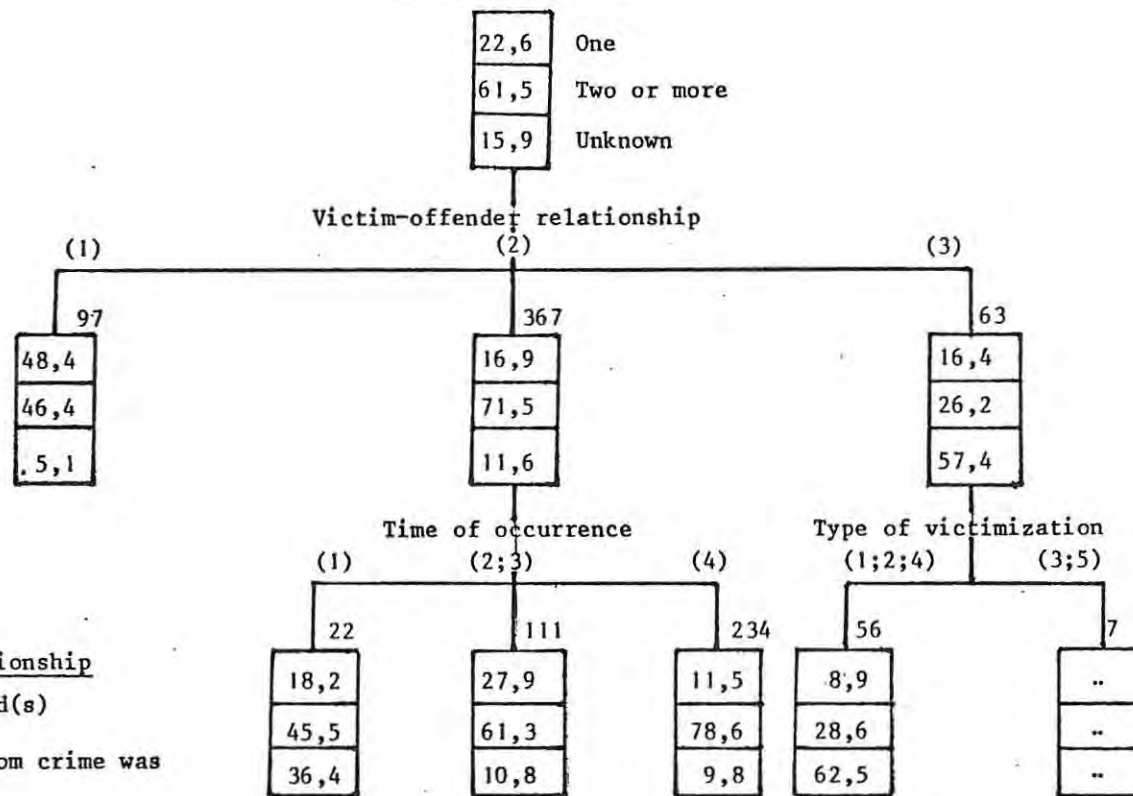 22,6 One
61,5 Two or more
15,9 Unknown
Victim-offender relationship
(1) (2) (3)
97 367 63
48,4 16,9 16,4
46,4 71,5 26,2
5,1 11,6 57,4
Time of occurrence Type of victimization
(1) (2;3) (4) (1;2;4) (3;5)
22 111 234 56 7
ionship
18,2 27,9 11,5 8,9 ..
d(s)
45,5 61,3 78,6 28,6 ..
om crime was
36,4 10,8 9,8 62,5 ..